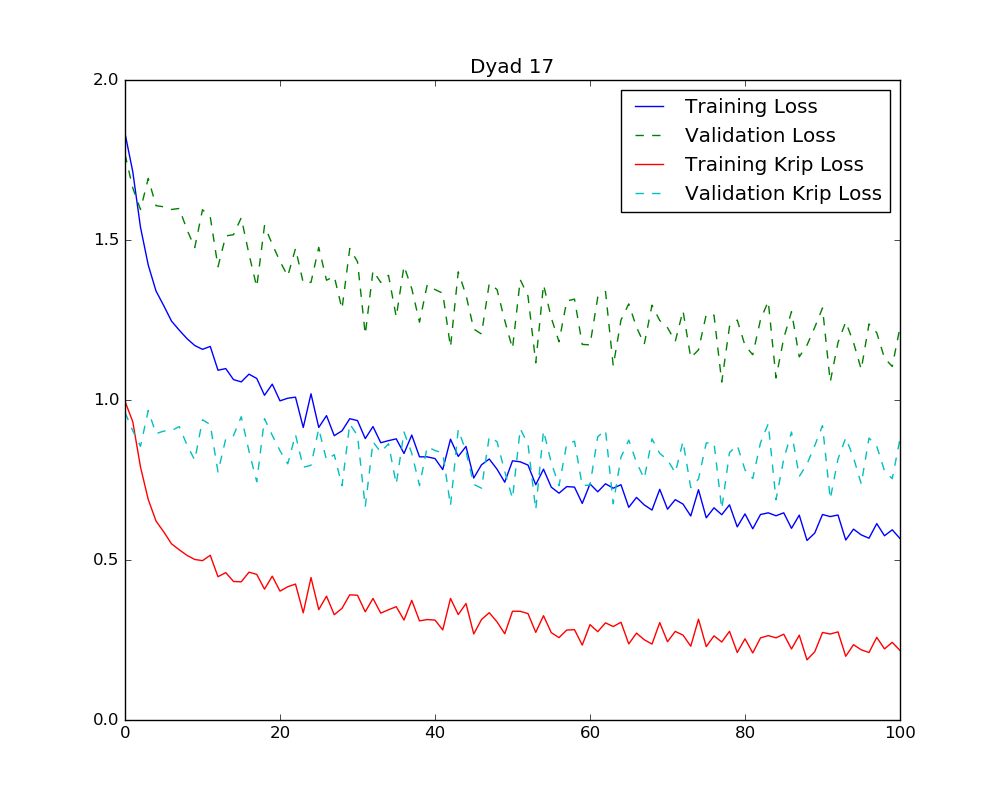 Dyad 17
2.0
1.5
1.0
0.5
0.0
0 20 40 60 80 100
Training Loss
Validation Loss
Training Krip Loss
Validation Krip Loss